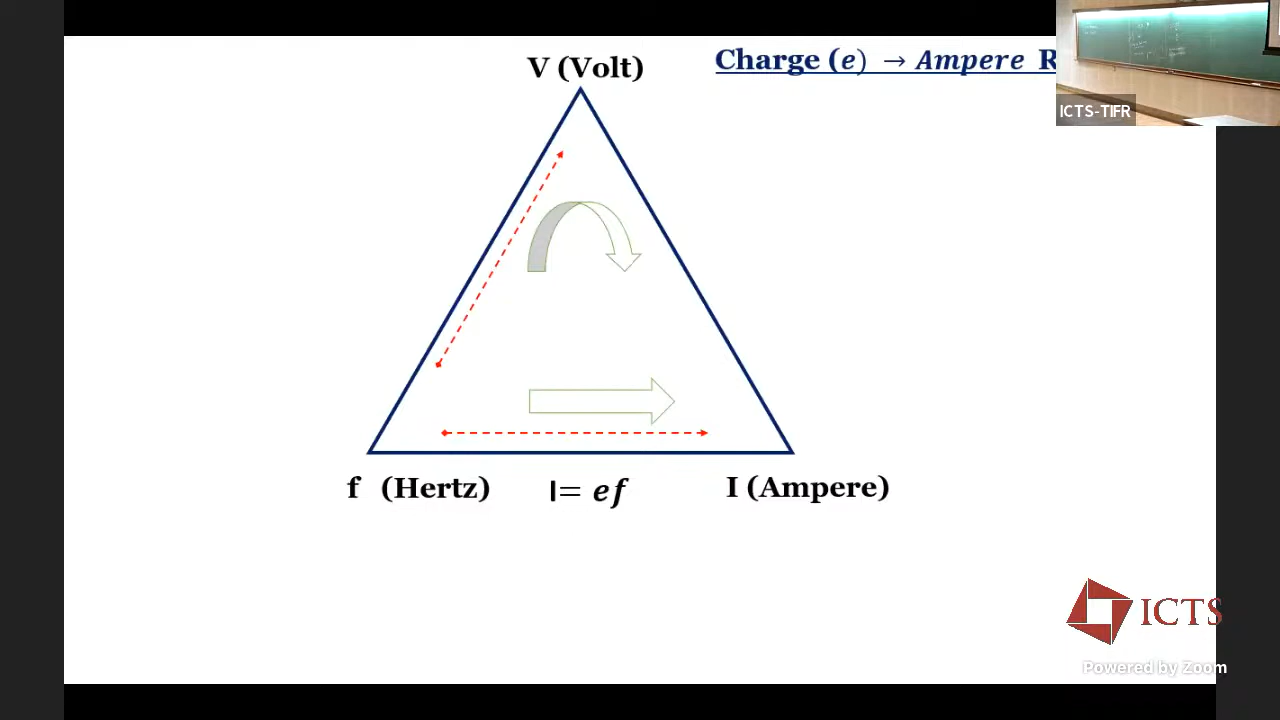 V (Volt)
Charge (e) → Ampere R
ICTS-TIFR
f (Hertz)
I= ef
I (Ampere)
ICTS
Powered by Zoom